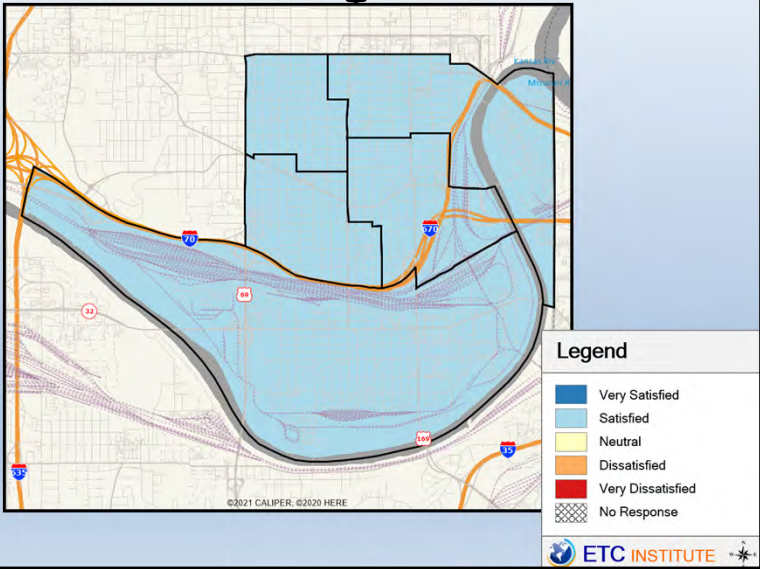 Kansas Riv
Missouri R
670
70
69
32
169
35
635
©2021 CALIPER; ©2020 HERE
Legend
Very Satisfied
Satisfied
Neutral
Dissatisfied
Very Dissatisfied
No Response
ETC INSTITUTE
N
W
E
S